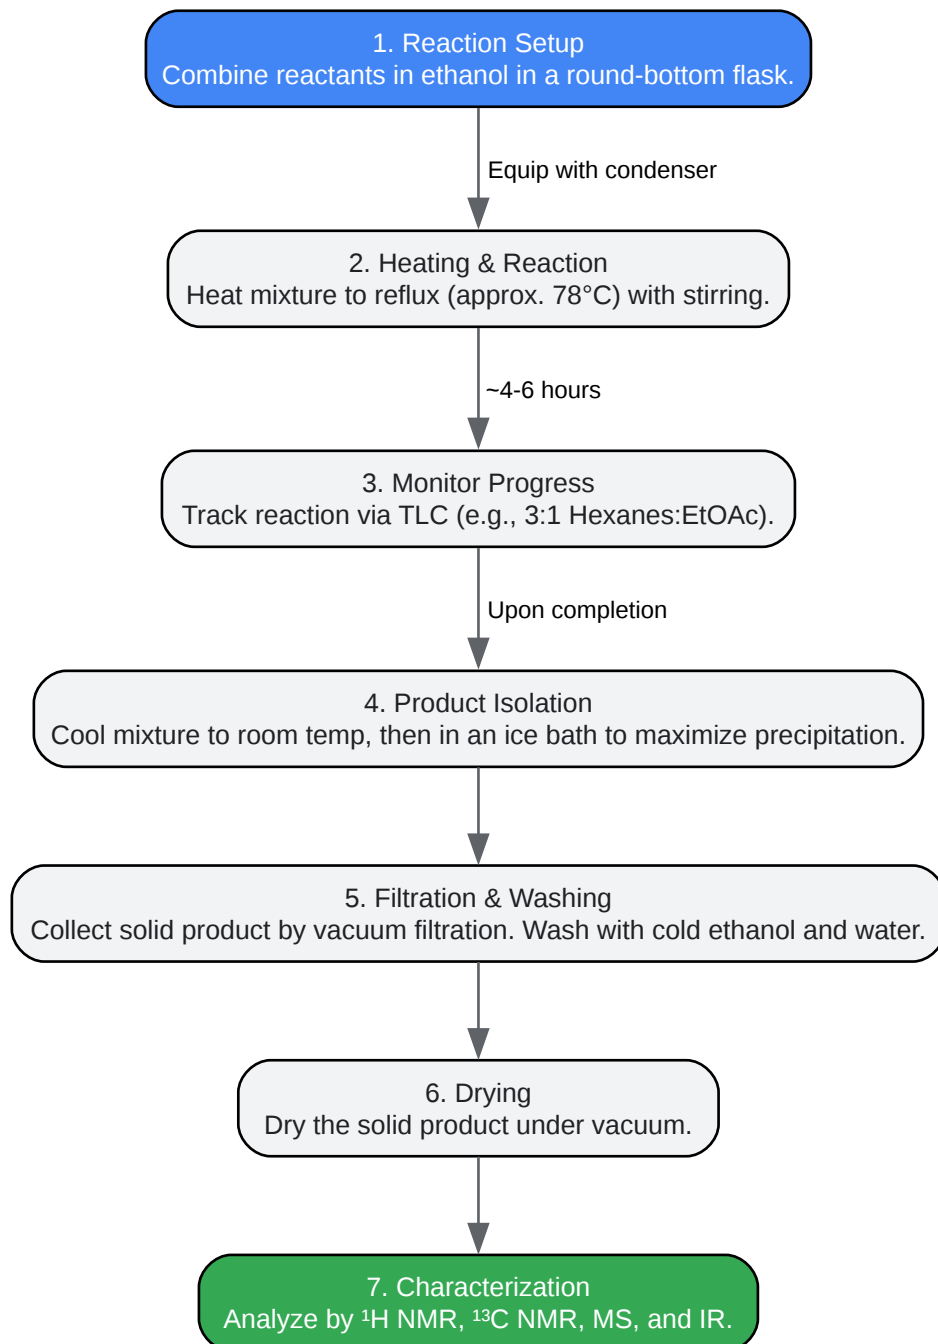 1. Reaction Setup
Combine reactants in ethanol in a round-bottom flask.
Equip with condenser
2. Heating & Reaction
Heat mixture to reflux (approx. 78°C) with stirring.
~4-6 hours
3. Monitor Progress
Track reaction via TLC (e.g., 3:1 Hexanes:EtOAc).
Upon completion
4. Product Isolation
Cool mixture to room temp, then in an ice bath to maximize precipitation.
5. Filtration & Washing
Collect solid product by vacuum filtration. Wash with cold ethanol and water.
6. Drying
Dry the solid product under vacuum.
7. Characterization
Analyze by ¹H NMR, ¹³C NMR, MS, and IR.